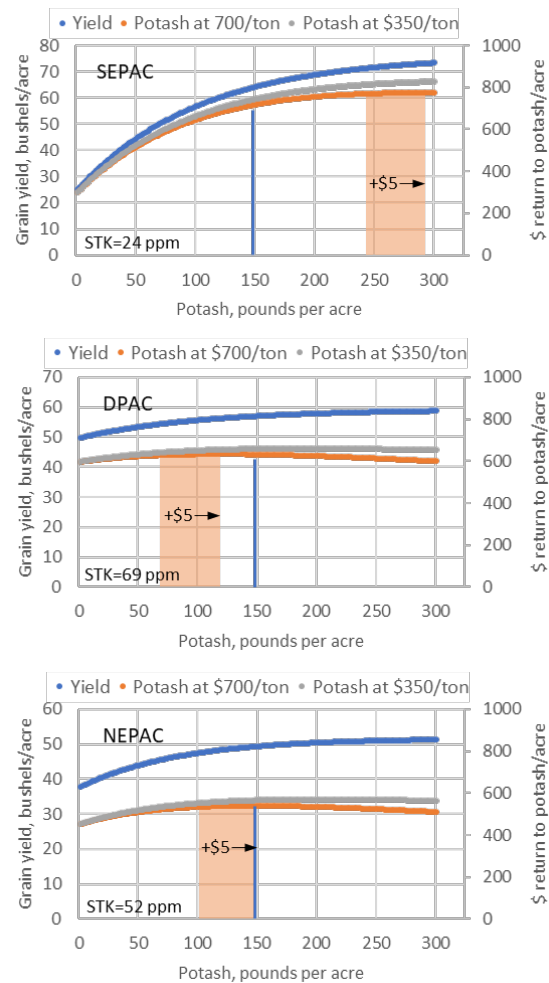 Yield Potash at 700/ton Potash at $350/ton
80 1000
70
SEPAC
60 800
50
600
40
30 +$5 400
20
200
10
STK=24 ppm
0 0
0 50 100 150 200 250 300
Potash, pounds per acre
Grain yield, bushels/acre
$ return to potash/acre
Yield Potash at $700/ton Potash at $350/ton
70 1000
DPAC
60 800
50
40 600
30
+$5 400
20
200
10
STK=69 ppm
0 0
0 50 100 150 200 250 300
Potash, pounds per acre
Grain yield, bushels/acre
$ return to potash/acre
Yield Potash at $700/ton Potash at $350/ton
60 1000
NEPAC
50 800
40
600
30
+$5 400
20
10 200
STK=52 ppm
0 0
0 50 100 150 200 250 300
Potash, pounds per acre
Grain yield, bushels/acre
$ return to potash/acre